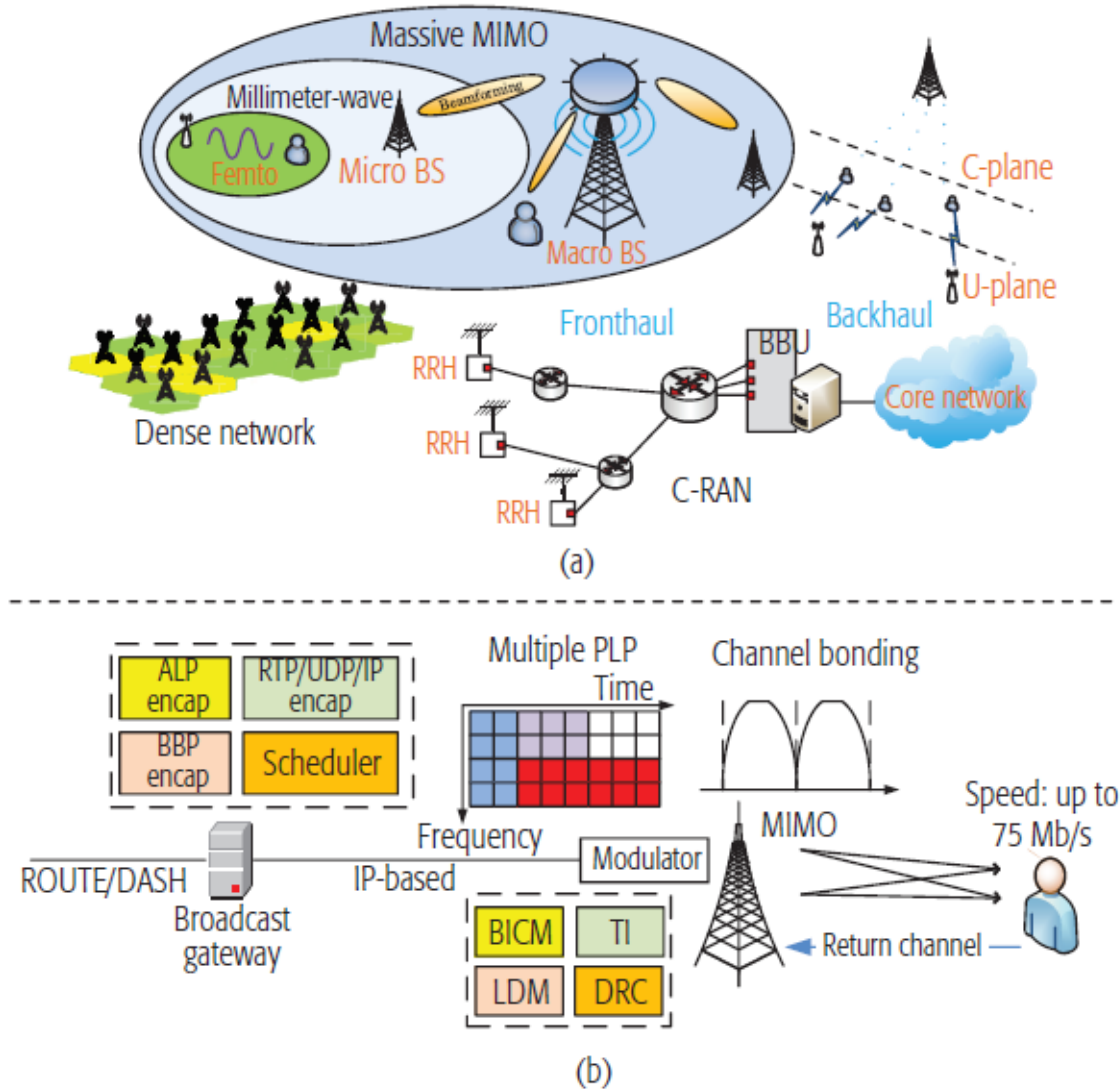 Massive MIMO
Millimeter-wave
Beamforming
Femto
Micro BS
Macro BS
C-plane
U-plane
Dense network
Fronthaul
Backhaul
RRH
BBU
Core network
RRH
RRH
C-RAN
(a)
ALP
encap
RTP/UDP/IP
encap
BBP
encap
Scheduler
Multiple PLP
Time
Frequency
Channel bonding
Speed: up to
75 Mb/s
MIMO
ROUTE/DASH
Broadcast
gateway
IP-based
Modulator
BICM
TI
LDM
DRC
Return channel
(b)